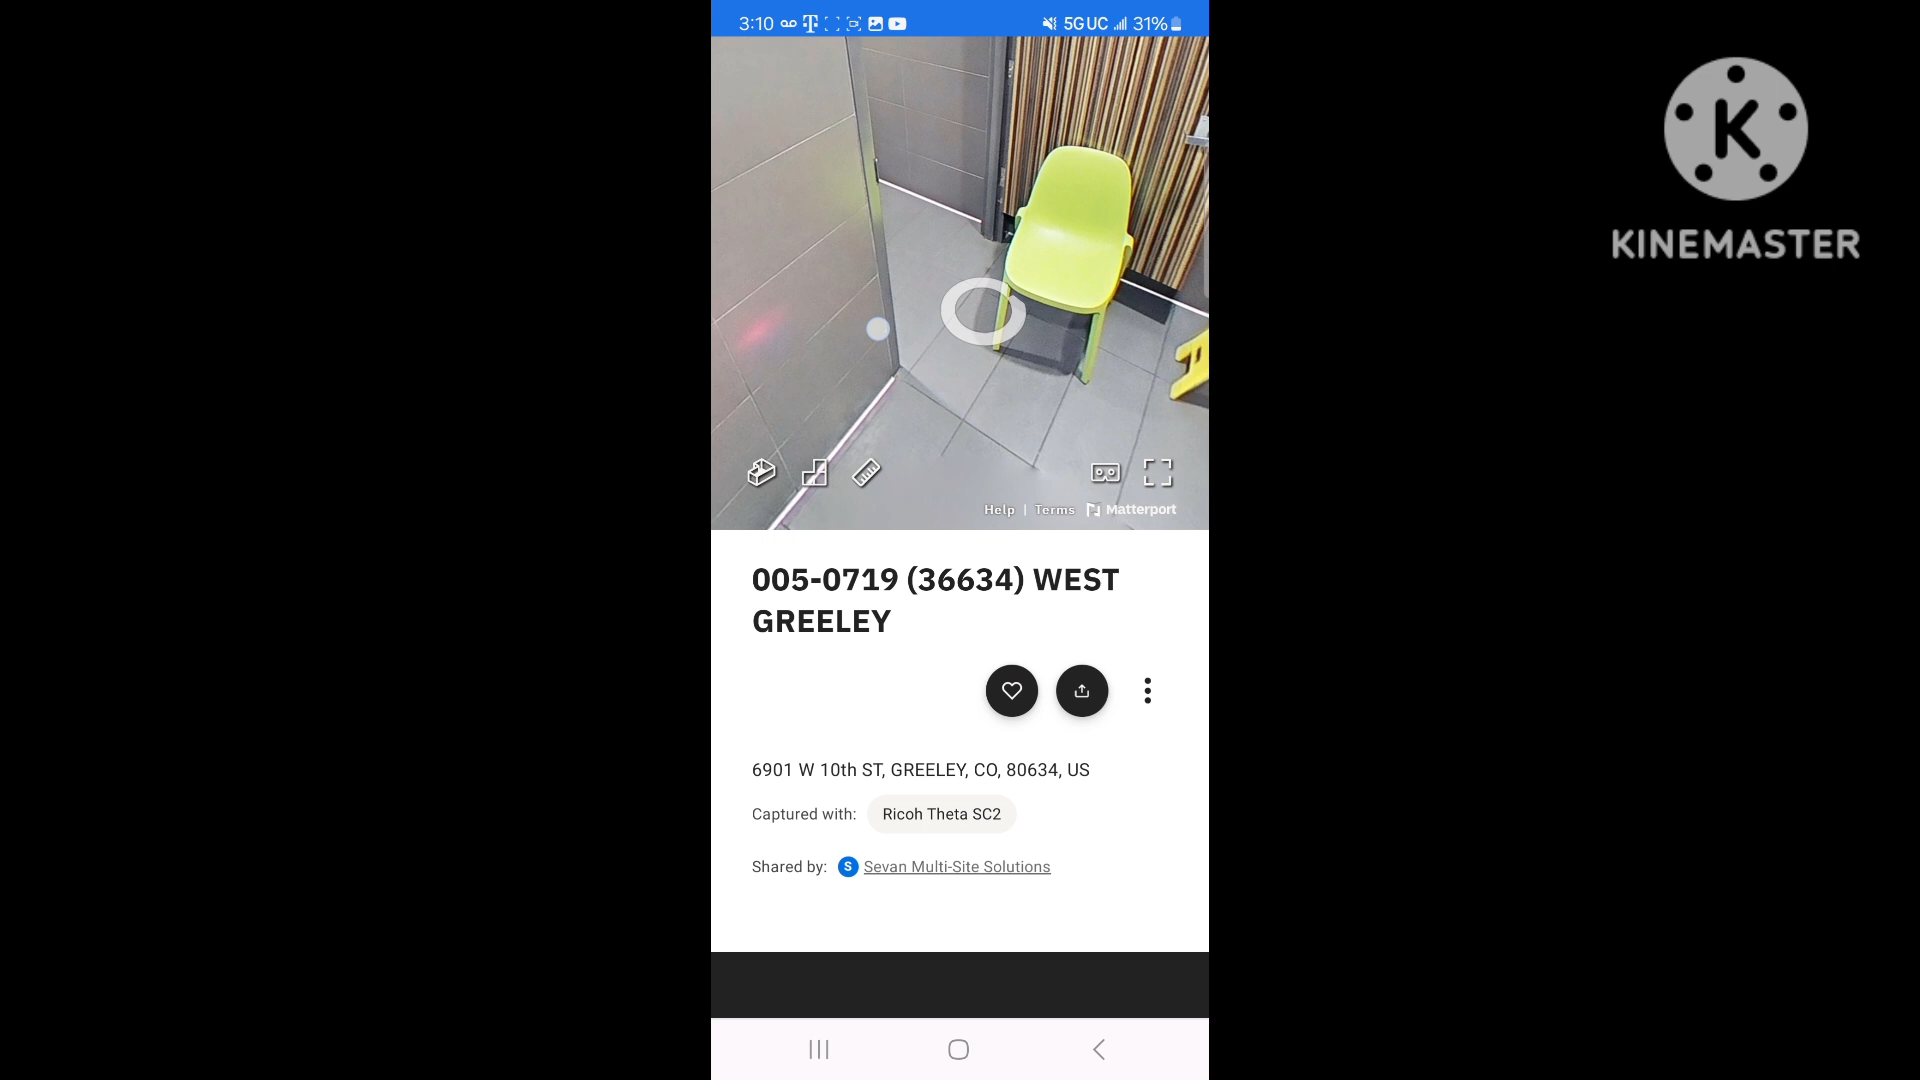 3:10
5G UC 31%
K
KINEMASTER
Help | Terms Matterport
005-0719 (36634) WEST
GREELEY
6901 W 10th ST, GREELEY, CO, 80634, US
Captured with: Ricoh Theta SC2
Shared by: S Sevan Multi-Site Solutions